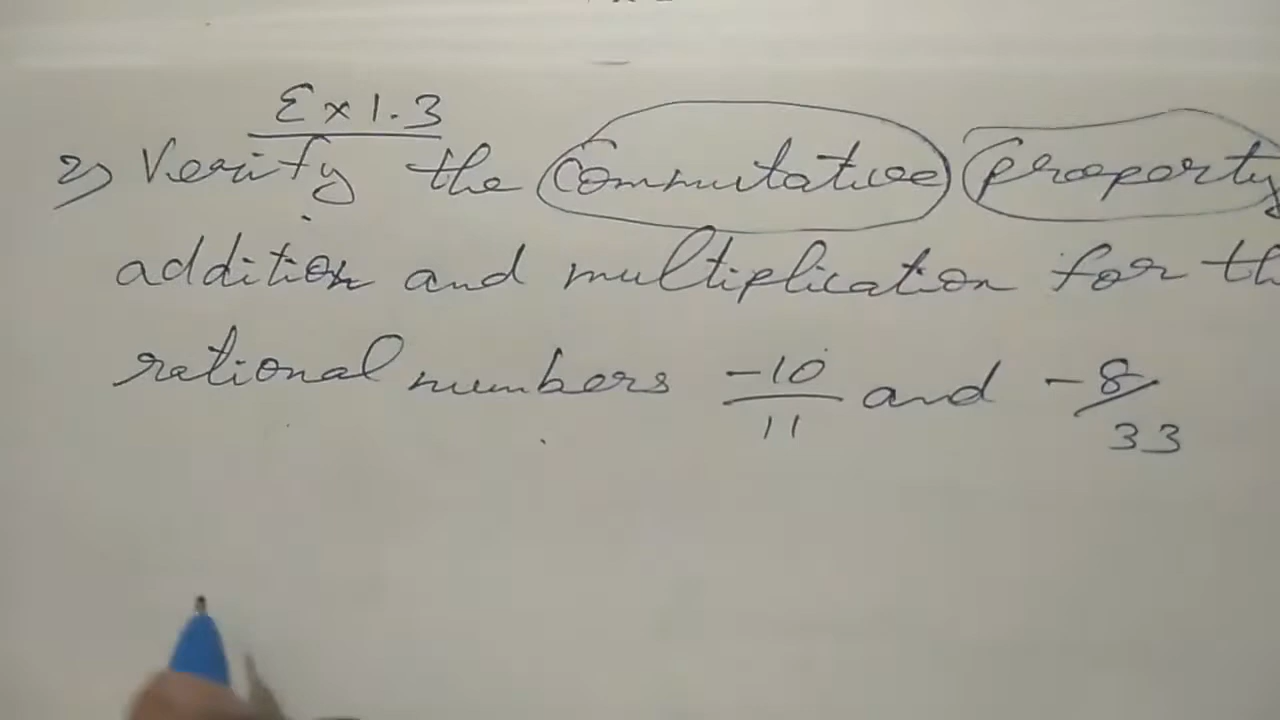 Ex 1.3
2) Verify the commutative property
addition and multiplication for th
rational numbers -10/11 and -8/33